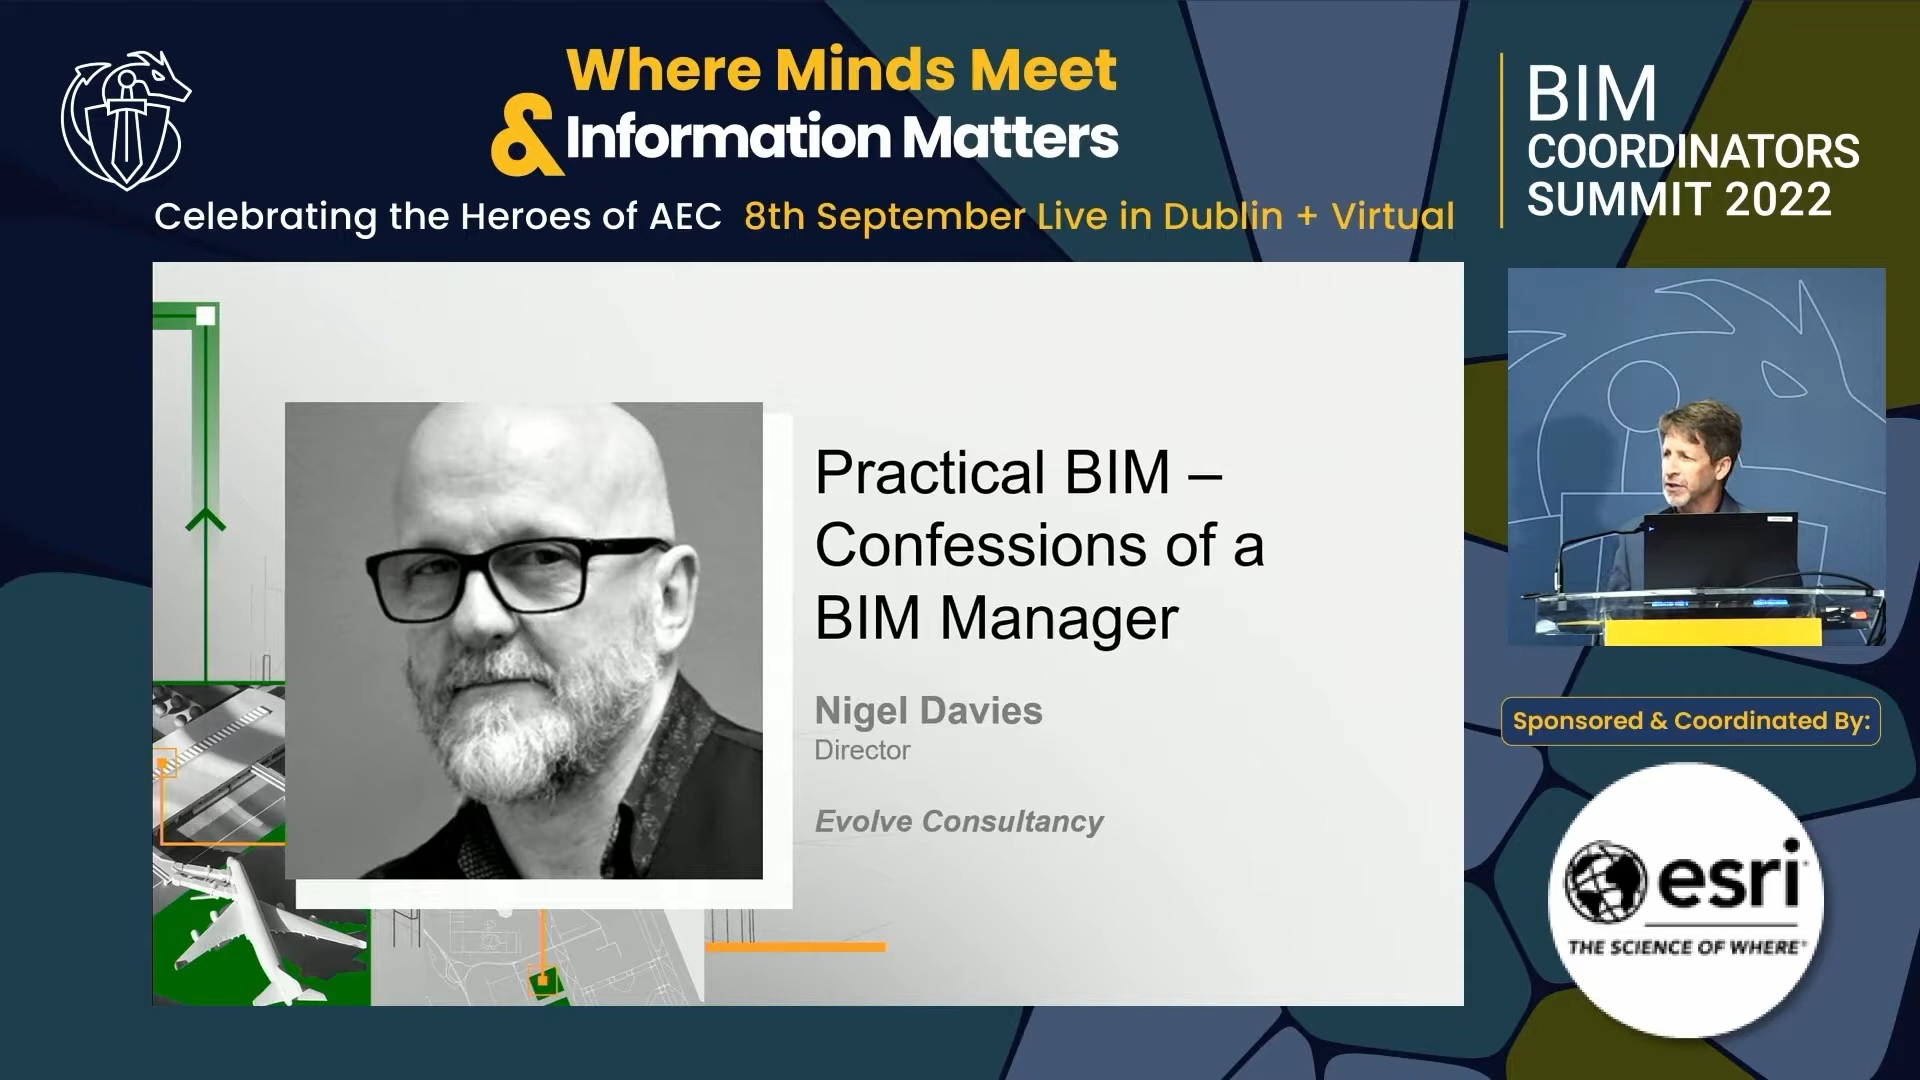 Where Minds Meet
& Information Matters
Celebrating the Heroes of AEC 8th September Live in Dublin + Virtual
BIM
COORDINATORS
SUMMIT 2022
Practical BIM –
Confessions of a
BIM Manager
Nigel Davies
Director
Evolve Consultancy
Sponsored & Coordinated By:
esri
THE SCIENCE OF WHERE®